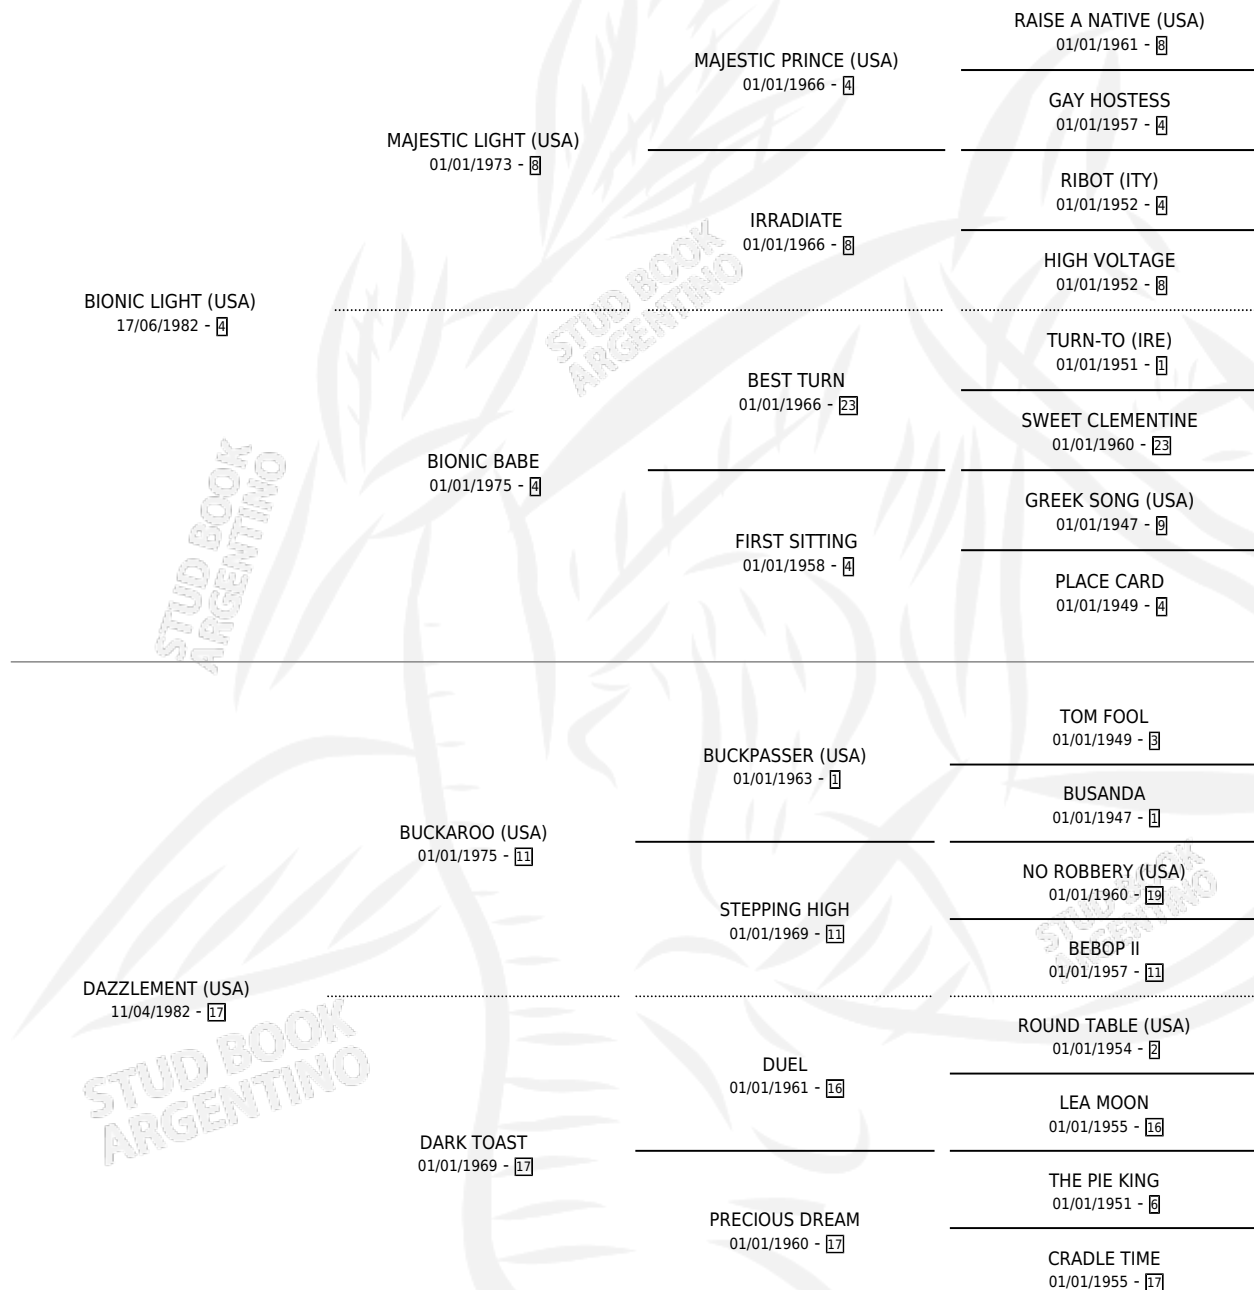 RAISE A NATIVE (USA)
01/01/1961 - 8
MAJESTIC PRINCE (USA)
01/01/1966 - 4
GAY HOSTESS
01/01/1957 - 4
MAJESTIC LIGHT (USA)
01/01/1973 - 8
RIBOT (ITY)
01/01/1952 - 4
IRRADIATE
01/01/1966 - 8
HIGH VOLTAGE
01/01/1952 - 8
BIONIC LIGHT (USA)
17/06/1982 - 4
TURN-TO (IRE)
01/01/1951 - 1
BEST TURN
01/01/1966 - 23
SWEET CLEMENTINE
01/01/1960 - 23
BIONIC BABE
01/01/1975 - 4
GREEK SONG (USA)
01/01/1947 - 9
FIRST SITTING
01/01/1958 - 4
PLACE CARD
01/01/1949 - 4
TOM FOOL
01/01/1949 - 3
BUCKPASSER (USA)
01/01/1963 - 1
BUSANDA
01/01/1947 - 1
BUCKAROO (USA)
01/01/1975 - 11
NO ROBBERY (USA)
01/01/1960 - 19
STEPPING HIGH
01/01/1969 - 11
BEBOP II
01/01/1957 - 11
DAZZLEMENT (USA)
11/04/1982 - 17
ROUND TABLE (USA)
01/01/1954 - 2
DUEL
01/01/1961 - 16
LEA MOON
01/01/1955 - 16
DARK TOAST
01/01/1969 - 17
THE PIE KING
01/01/1951 - 6
PRECIOUS DREAM
01/01/1960 - 17
CRADLE TIME
01/01/1955 - 17
STUD BOOK
ARGENTINO
STUD BOOK
ARGENTINO
STUD BOOK
ARGENTINO
STUD BOOK
ARGENTINO